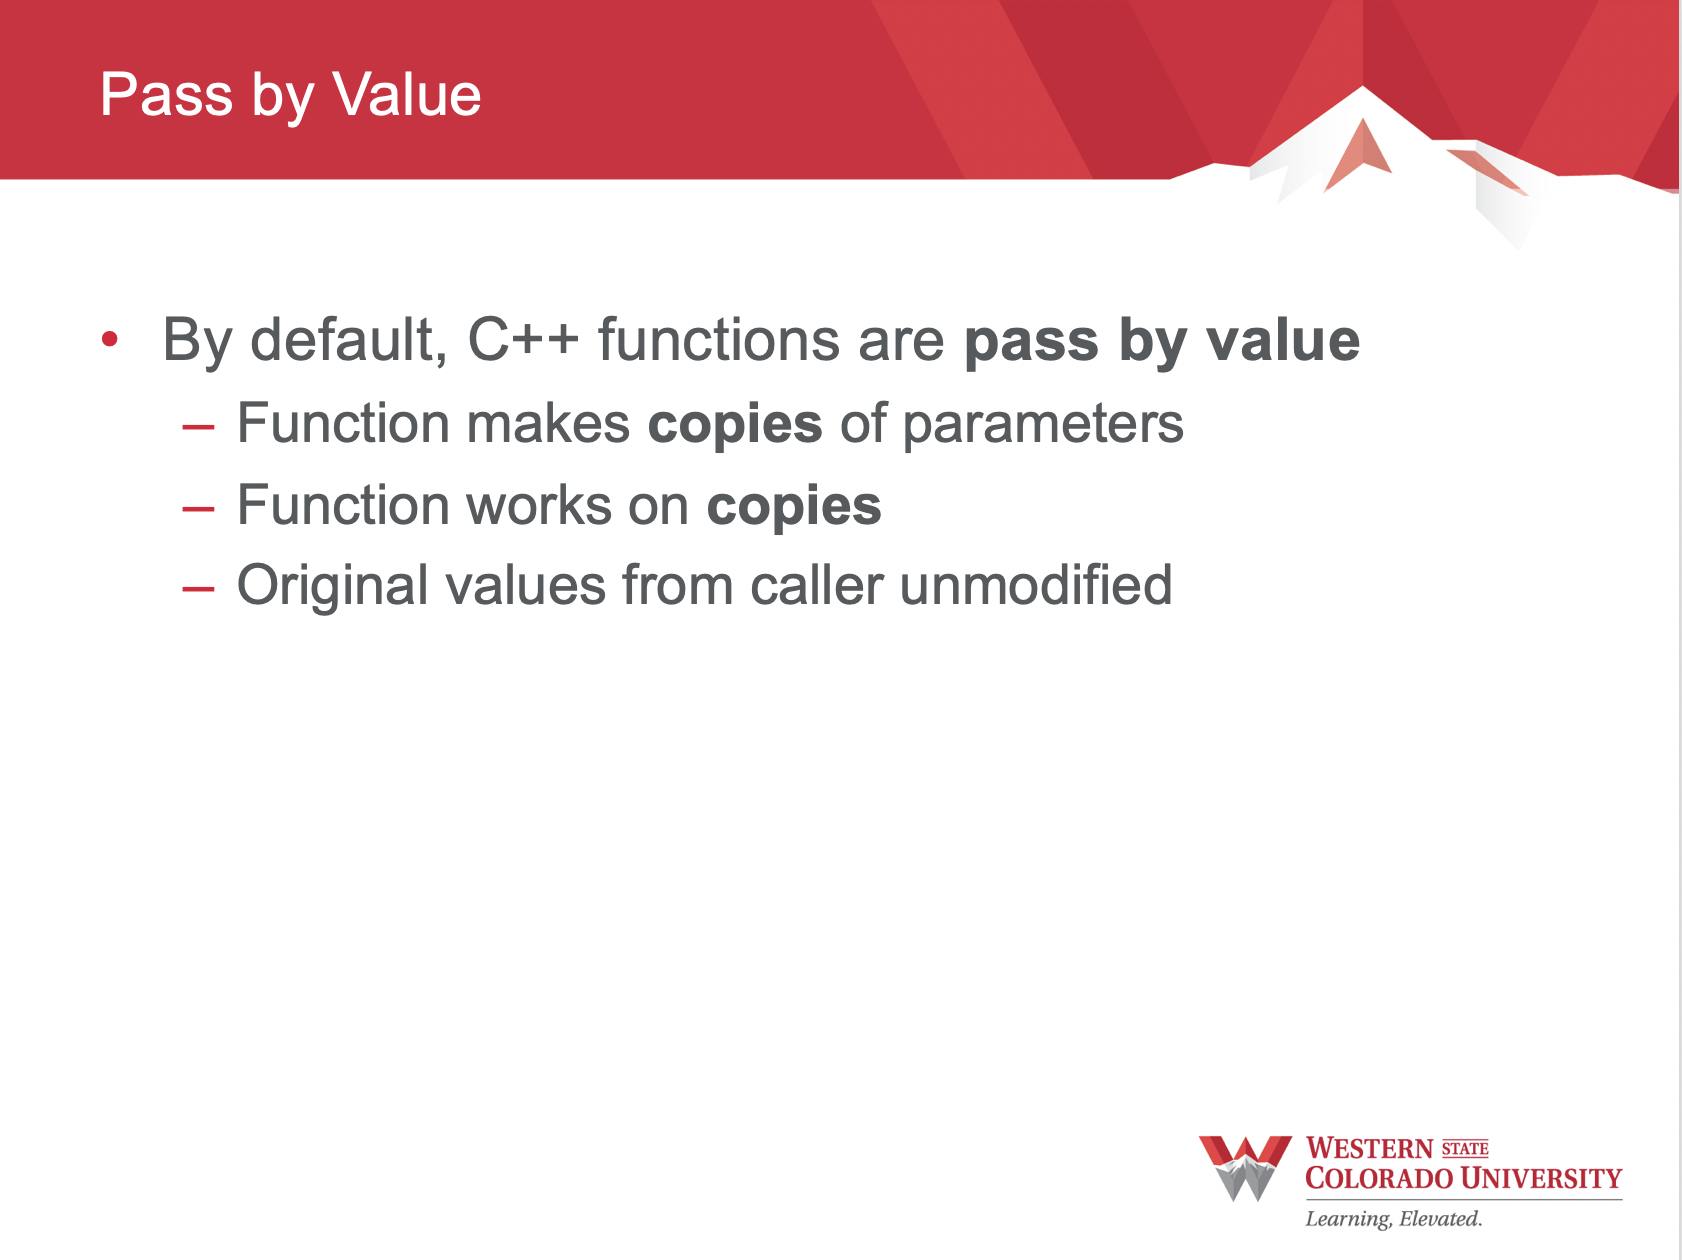 Pass by Value
• By default, C++ functions are pass by value
– Function makes copies of parameters
– Function works on copies
– Original values from caller unmodified
WESTERN STATE
COLORADO UNIVERSITY
Learning, Elevated.